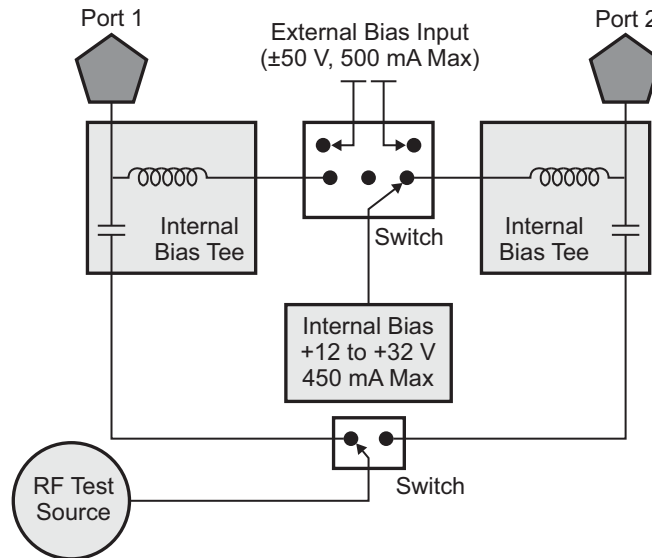 Port 1
External Bias Input
(±50 V, 500 mA Max)
Port 2
Internal
Bias Tee
Switch
Internal
Bias Tee
Internal Bias
+12 to +32 V
450 mA Max
RF Test
Source
Switch